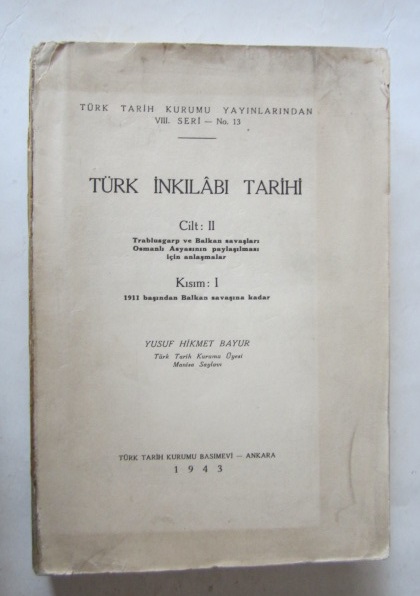 TÜRK TARİH KURUMU YAYINLARINDAN
VIII. SERİ — No. 13
TÜRK İNKILÂBI TARİHİ
Cilt: II
Trablusgarp ve Balkan savaşları
Osmanlı Asyasının paylaşılması
için anlaşmalar
Kısım: I
1911 başından Balkan savaşına kadar
YUSUF HİKMET BAYUR
Türk Tarih Kurumu Üyesi
Manisa Saylavı
TÜRK TARİH KURUMU BASIMEVİ — ANKARA
1943